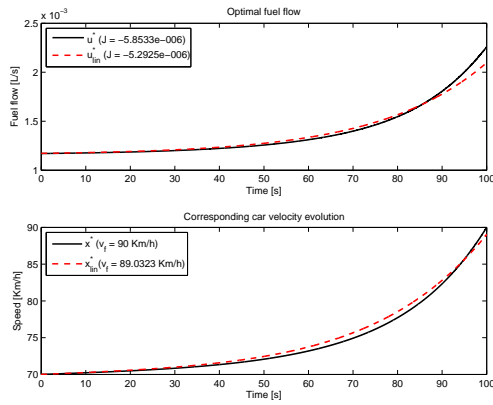 Optimal fuel flow
x 10⁻³
2.5
2
1.5
1
Fuel flow [L/s]
u* (J = −5.8533e−006)
u*lin (J = −5.2925e−006)
0 10 20 30 40 50 60 70 80 90 100
Time [s]
Corresponding car velocity evolution
90
85
80
75
70
Speed [Km/h]
x* (vf = 90 Km/h)
x*lin (vf = 89.0323 Km/h)
0 10 20 30 40 50 60 70 80 90 100
Time [s]